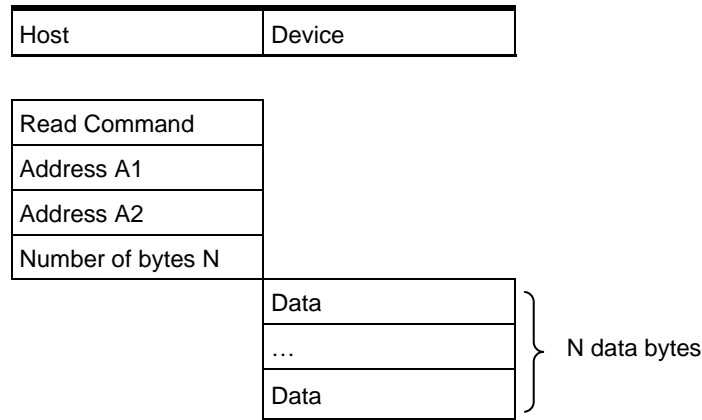 Host Device
Read Command
Address A1
Address A2
Number of bytes N
Data
…
N data bytes
Data